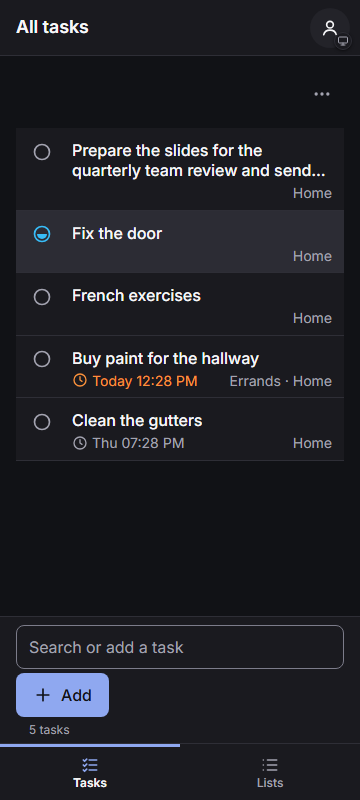 All tasks
Prepare the slides for the
quarterly team review and send...
Home
Fix the door
Home
French exercises
Home
Buy paint for the hallway
Today 12:28 PM Errands · Home
Clean the gutters
Thu 07:28 PM Home
Search or add a task
Add
5 tasks
Tasks Lists